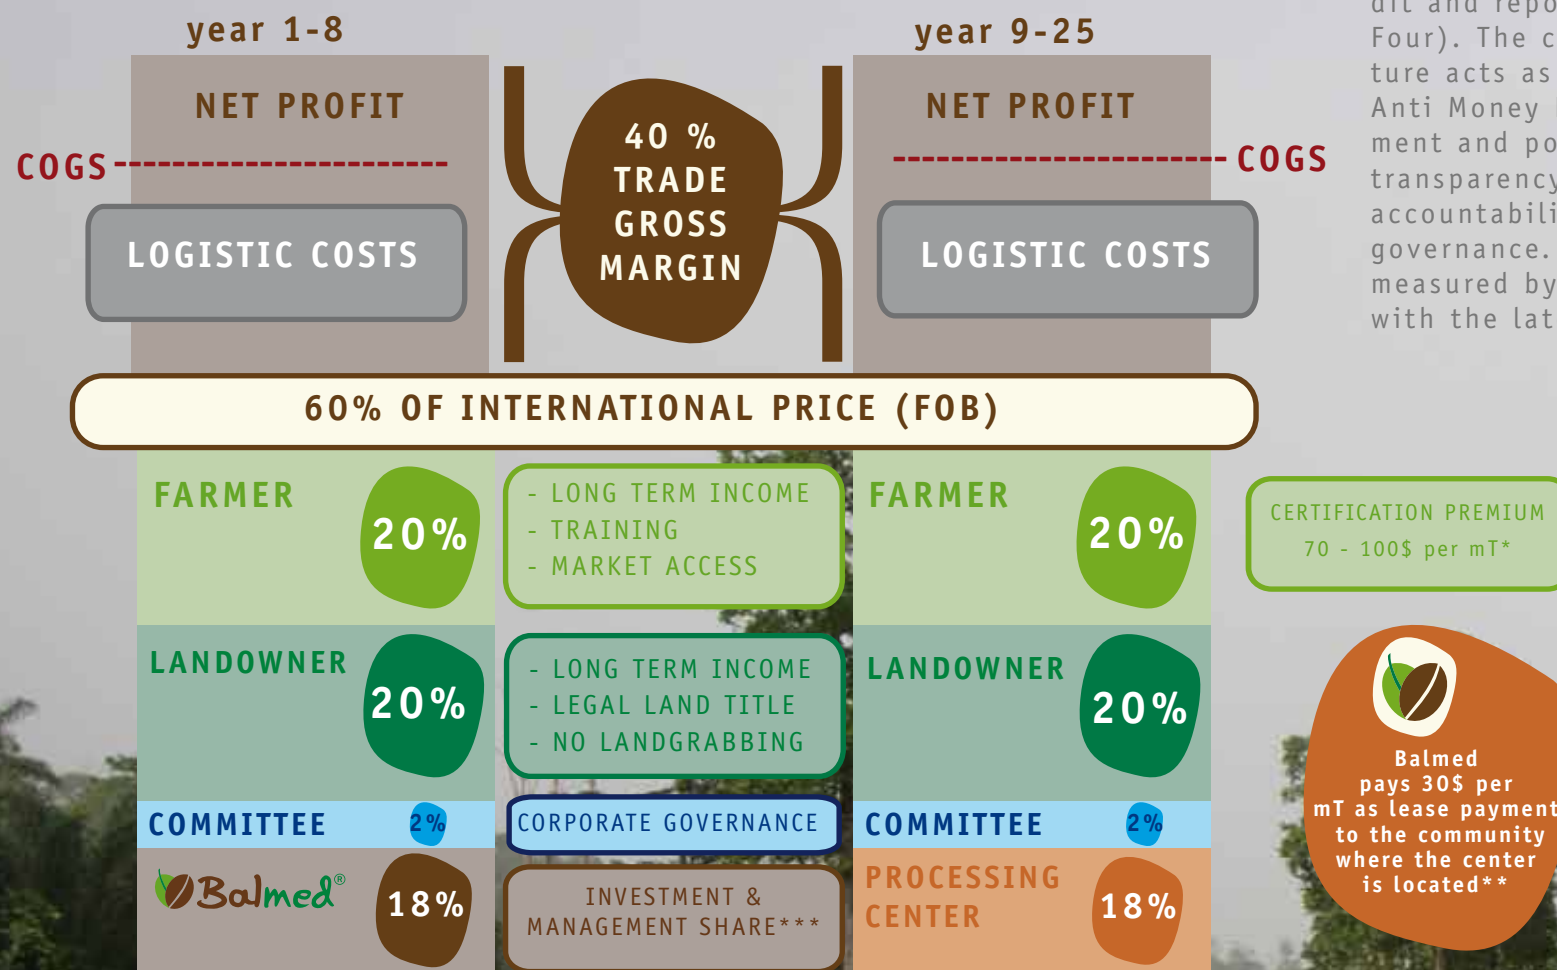 year 1-8
NET PROFIT
COGS
LOGISTIC COSTS
40 %
TRADE
GROSS
MARGIN
year 9-25
NET PROFIT
COGS
LOGISTIC COSTS
Four). The c
ture acts as
Anti Money
ment and po
transparency
accountabili
governance.
measured by
with the lat
60% OF INTERNATIONAL PRICE (FOB)
FARMER
20%
- LONG TERM INCOME
- TRAINING
- MARKET ACCESS
FARMER
20%
CERTIFICATION PREMIUM
70 - 100$ per mT*
LANDOWNER
20%
- LONG TERM INCOME
- LEGAL LAND TITLE
- NO LANDGRABBING
LANDOWNER
20%
COMMITTEE
2%
CORPORATE GOVERNANCE
COMMITTEE
2%
Balmed®
18%
INVESTMENT &
MANAGEMENT SHARE***
PROCESSING
CENTER
18%
Balmed
pays 30$ per
mT as lease payment
to the community
where the center
is located**